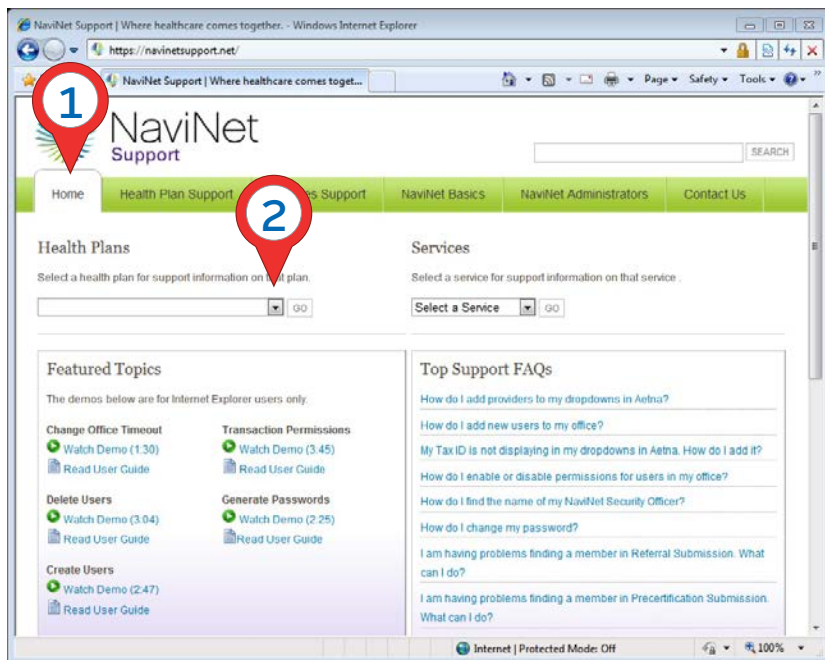 NaviNet Support | Where healthcare comes together. - Windows Internet Explorer
https://navinetsupport.net/
NaviNet Support | Where healthcare comes toget...
Page Safety Tools
1
NaviNet
Support
SEARCH
Home Health Plan Support Support NaviNet Basics NaviNet Administrators Contact Us
2
Health Plans
Select a health plan for support information on that plan.
GO
Services
Select a service for support information on that service .
Select a Service GO
Featured Topics
The demos below are for Internet Explorer users only.
Change Office Timeout
Watch Demo (1:30)
Read User Guide
Transaction Permissions
Watch Demo (3:45)
Read User Guide
Delete Users
Watch Demo (3:04)
Read User Guide
Generate Passwords
Watch Demo (2:25)
Read User Guide
Create Users
Watch Demo (2:47)
Read User Guide
Top Support FAQs
How do I add providers to my dropdowns in Aetna?
How do I add new users to my office?
My Tax ID is not displaying in my dropdowns in Aetna. How do I add it?
How do I enable or disable permissions for users in my office?
How do I find the name of my NaviNet Security Officer?
How do I change my password?
I am having problems finding a member in Referral Submission. What
can I do?
I am having problems finding a member in Precertification Submission.
What can I do?
Internet | Protected Mode: Off 100%